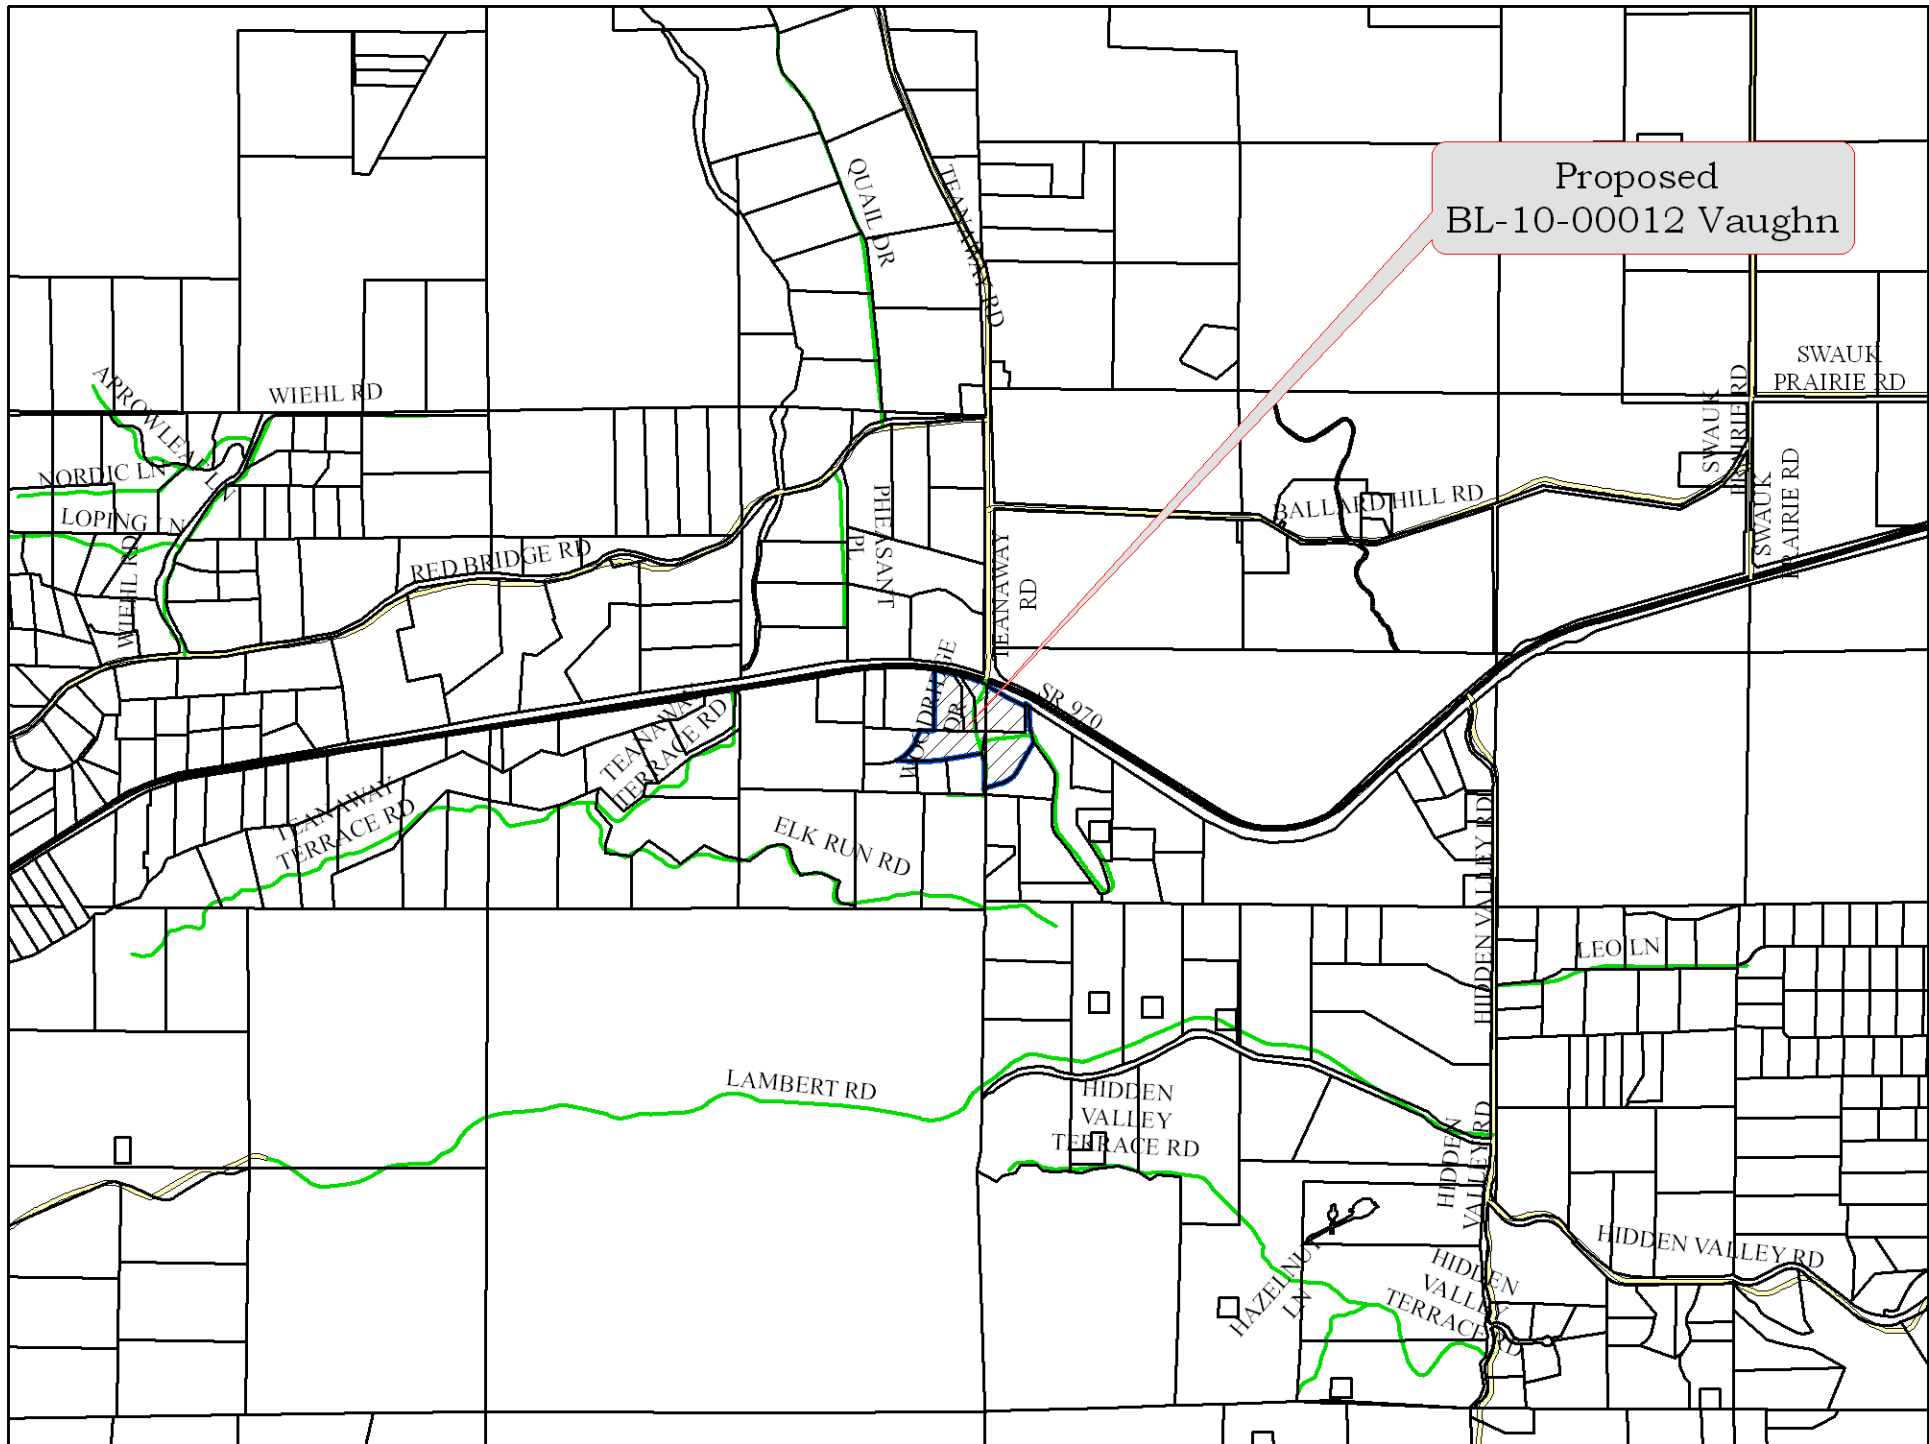 Proposed
BL-10-00012 Vaughn
QUAIL DR
TEANAWAY RD
SWAUK
PRAIRIE RD
WIEHL RD
ARROWLEAF LN
NORDIC LN
LOPING LN
WIEHL RD
RED BRIDGE RD
PHEASANT
PL
TEANAWAY
RD
BALLARD HILL RD
SWAUK
PRAIRIE RD
SWAUK
PRAIRIE RD
SR 970
WOODRIDGE
DR
TEANAWAY
TERRACE RD
TEANAWAY
TERRACE RD
ELK RUN RD
HIDDEN VALLEY RD
LEO LN
LAMBERT RD
HIDDEN
VALLEY
TERRACE RD
HIDDEN
VALLEY RD
HIDDEN VALLEY RD
HAZELNUT
LN
HIDDEN
VALLEY
TERRACE RD